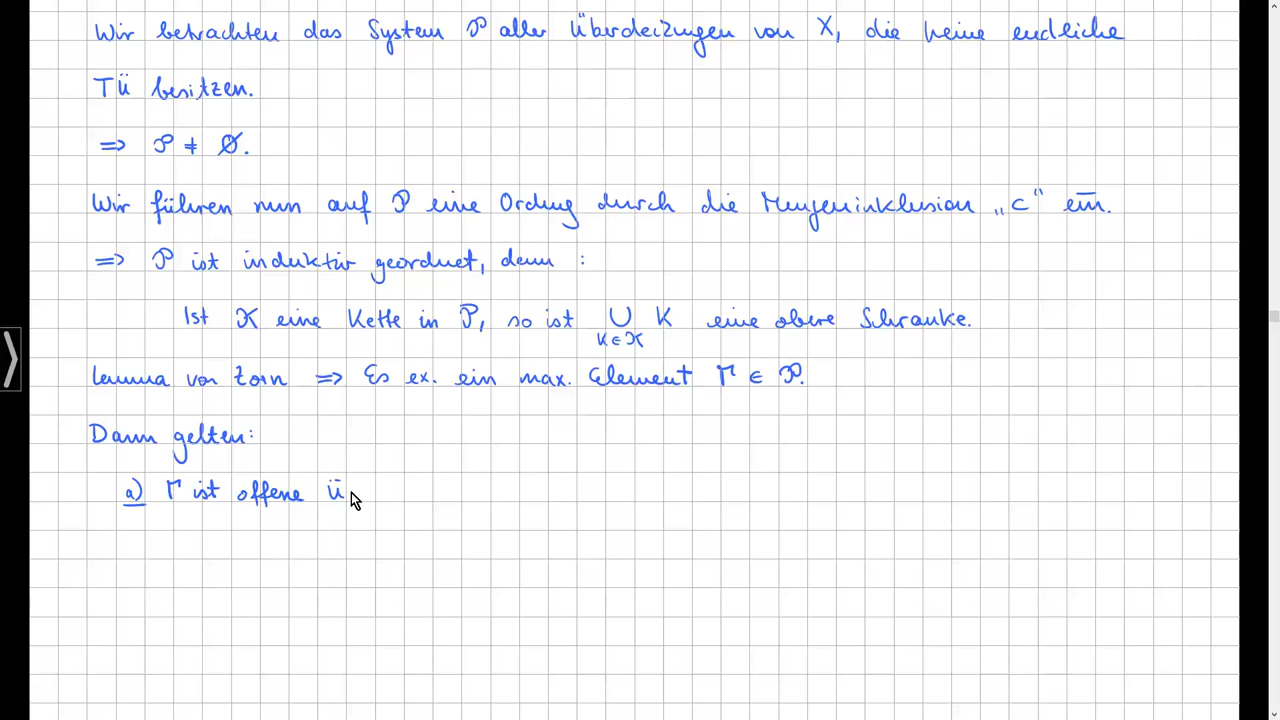 Wir betrachten das System 𝒫 aller Überdeckungen von X, die keine endliche
TÜ besitzen.
⇒ 𝒫 ≠ ∅.
Wir führen nun auf 𝒫 eine Ordnung durch die Mengeninklusion „⊂“ ein.
⇒ 𝒫 ist induktiv geordnet, denn :
Ist 𝒦 eine Kette in 𝒫, so ist ⋃ K eine obere Schranke.
K ∈ 𝒦
Lemma von Zorn ⇒ Es ex. ein max. Element Γ ∈ 𝒫.
Dann gelten:
a) Γ ist offene Ü